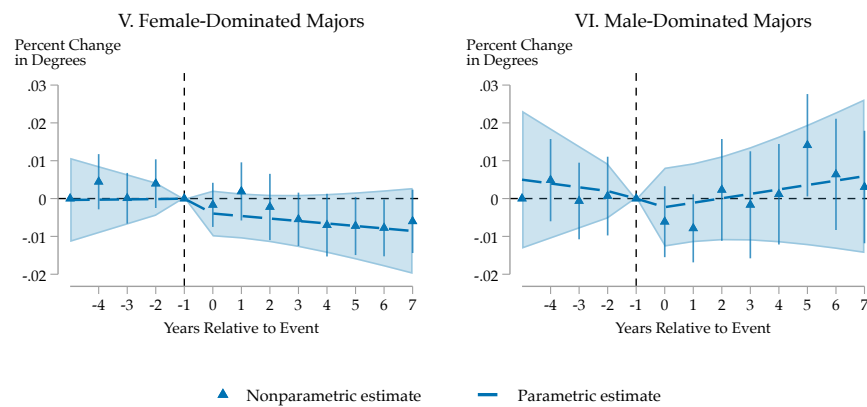 V. Female-Dominated Majors
Percent Change
in Degrees
.03
.02
.01
0
-.01
-.02
-4 -3 -2 -1 0 1 2 3 4 5 6 7
Years Relative to Event
VI. Male-Dominated Majors
Percent Change
in Degrees
.03
.02
.01
0
-.01
-.02
-4 -3 -2 -1 0 1 2 3 4 5 6 7
Years Relative to Event
Nonparametric estimate
Parametric estimate